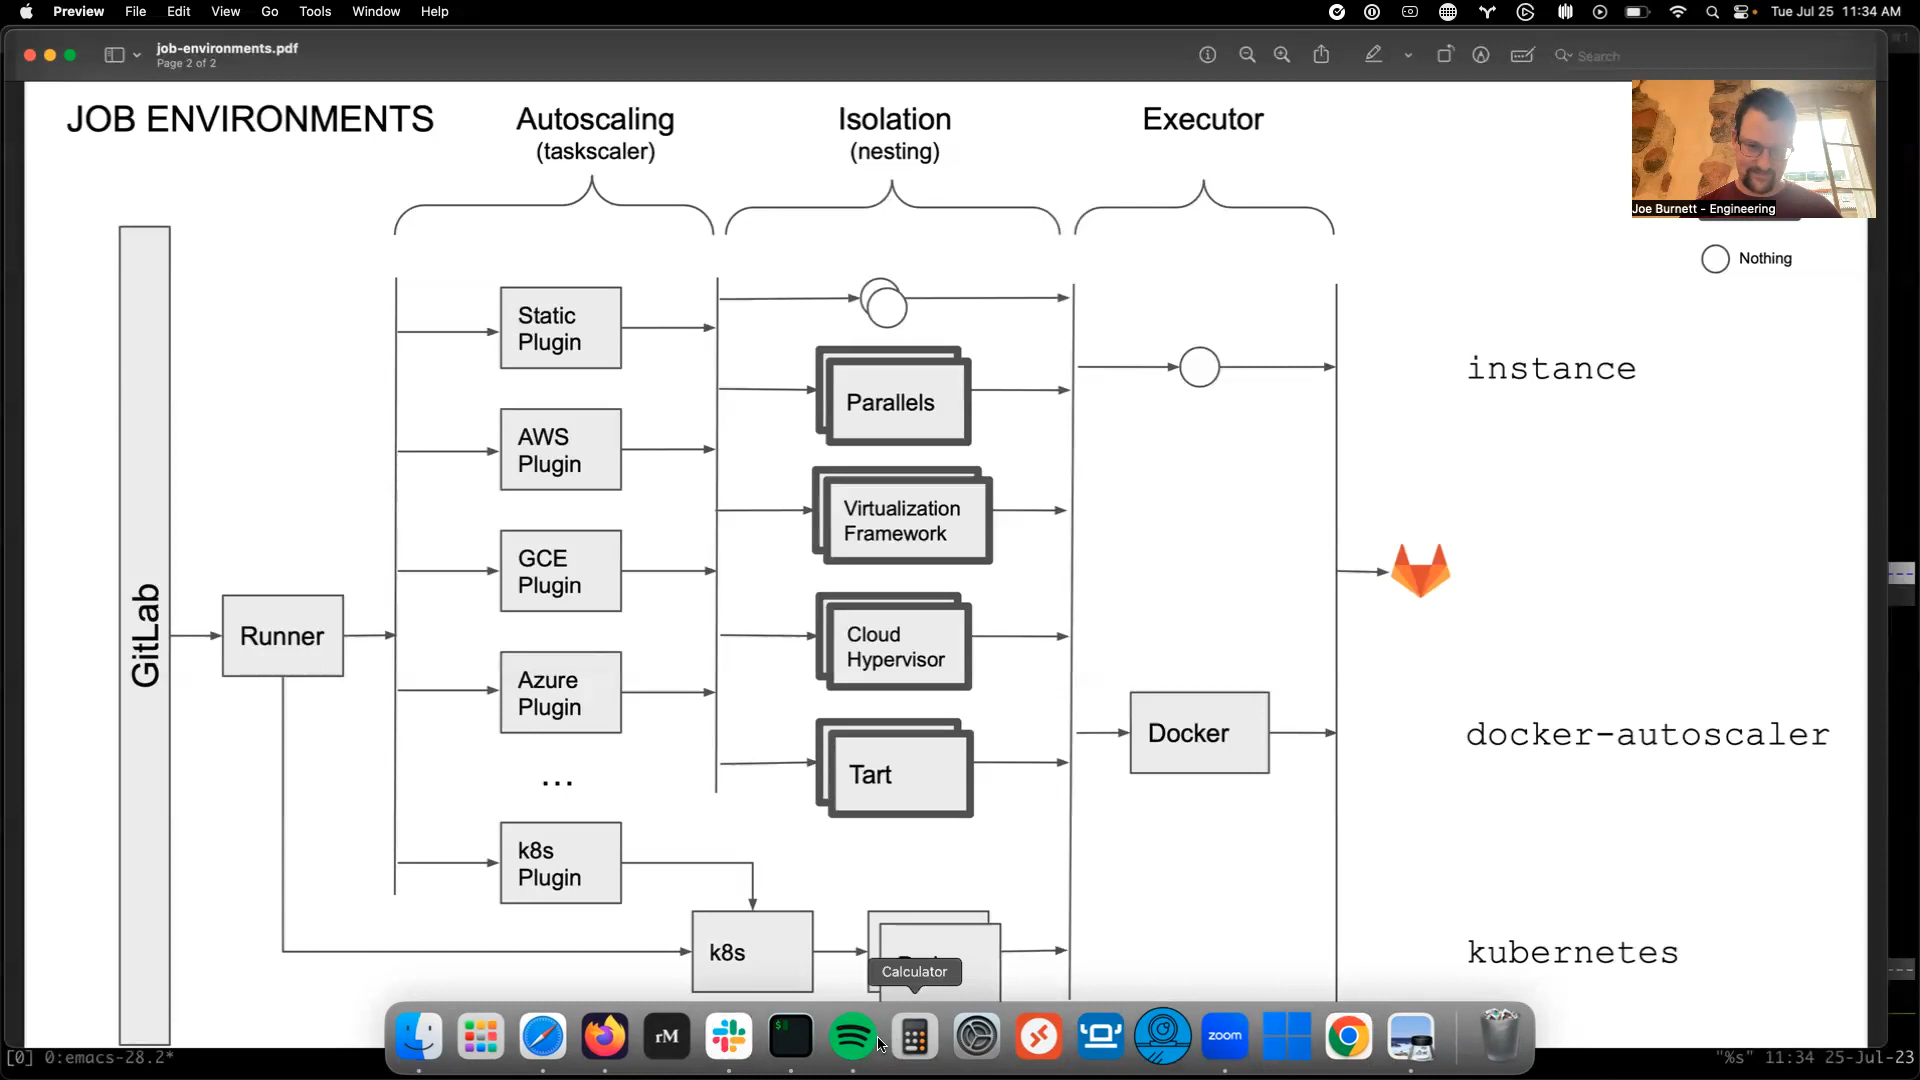 Preview File Edit View Go Tools Window Help
Tue Jul 25 11:34 AM
job-environments.pdf
Page 2 of 2
Search
JOB ENVIRONMENTS
Autoscaling
(taskscaler)
Isolation
(nesting)
Executor
Joe Burnett - Engineering
Nothing
GitLab
Runner
Static
Plugin
AWS
Plugin
GCE
Plugin
Azure
Plugin
...
k8s
Plugin
k8s
Parallels
Virtualization
Framework
Cloud
Hypervisor
Tart
Docker
instance
docker-autoscaler
kubernetes
Calculator
rM
$
zoom
[0] 0:emacs-28.2*
"%s" 11:34 25-Jul-23